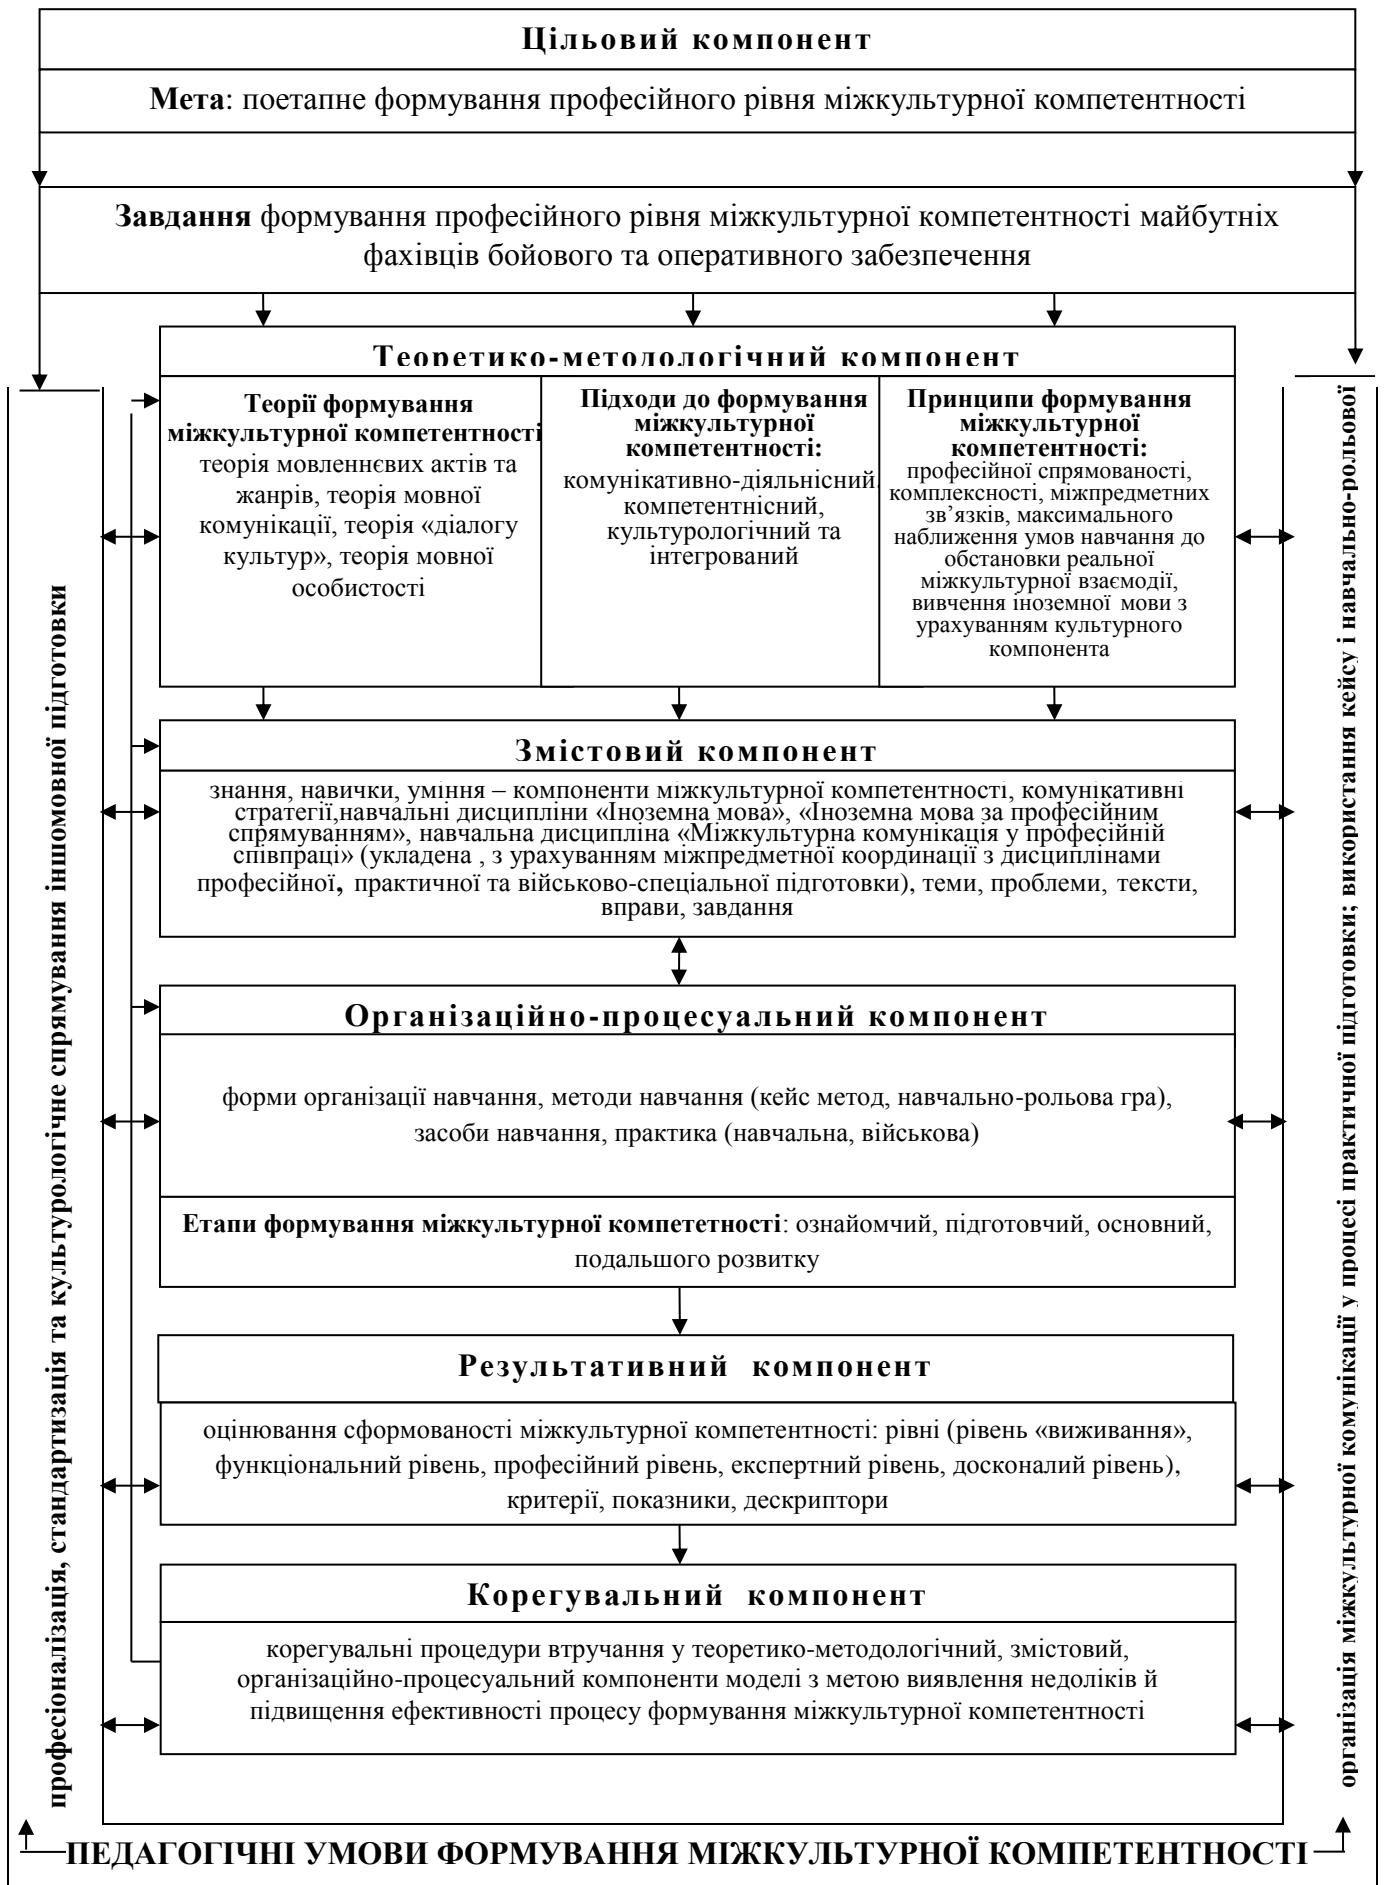 Цільовий компонент
Мета: поетапне формування професійного рівня міжкультурної компетентності
Завдання формування професійного рівня міжкультурної компетентності майбутніх
фахівців бойового та оперативного забезпечення
Теоретико-методологічний компонент
Теорії формування
міжкультурної компетентності
теорія мовленнєвих актів та
жанрів, теорія мовної
комунікації, теорія «діалогу
культур», теорія мовної
особистості
Підходи до формування
міжкультурної
компетентності:
комунікативно-діяльнісний,
компетентнісний,
культурологічний та
інтегрований
Принципи формування
міжкультурної
компетентності:
професійної спрямованості,
комплексності, міжпредметних
зв’язків, максимального
наближення умов навчання до
обстановки реальної
міжкультурної взаємодії,
вивчення іноземної мови з
урахуванням культурного
компонента
Змістовий компонент
знання, навички, уміння – компоненти міжкультурної компетентності, комунікативні
стратегії,навчальні дисципліни «Іноземна мова», «Іноземна мова за професійним
спрямуванням», навчальна дисципліна «Міжкультурна комунікація у професійній
співпраці» (укладена , з урахуванням міжпредметної координації з дисциплінами
професійної, практичної та військово-спеціальної підготовки), теми, проблеми, тексти,
вправи, завдання
Організаційно-процесуальний компонент
форми організації навчання, методи навчання (кейс метод, навчально-рольова гра),
засоби навчання, практика (навчальна, військова)
Етапи формування міжкультурної компететності: ознайомчий, підготовчий, основний,
подальшого розвитку
Результативний компонент
оцінювання сформованості міжкультурної компетентності: рівні (рівень «виживання»,
функціональний рівень, професійний рівень, експертний рівень, досконалий рівень),
критерії, показники, дескриптори
Корегувальний компонент
корегувальні процедури втручання у теоретико-методологічний, змістовий,
організаційно-процесуальний компоненти моделі з метою виявлення недоліків й
підвищення ефективності процесу формування міжкультурної компетентності
професіоналізація, стандартизація та культурологічне спрямування іншомовної підготовки
організація міжкультурної комунікації у процесі практичної підготовки; використання кейсу і навчально-рольової
ПЕДАГОГІЧНІ УМОВИ ФОРМУВАННЯ МІЖКУЛЬТУРНОЇ КОМПЕТЕНТНОСТІ